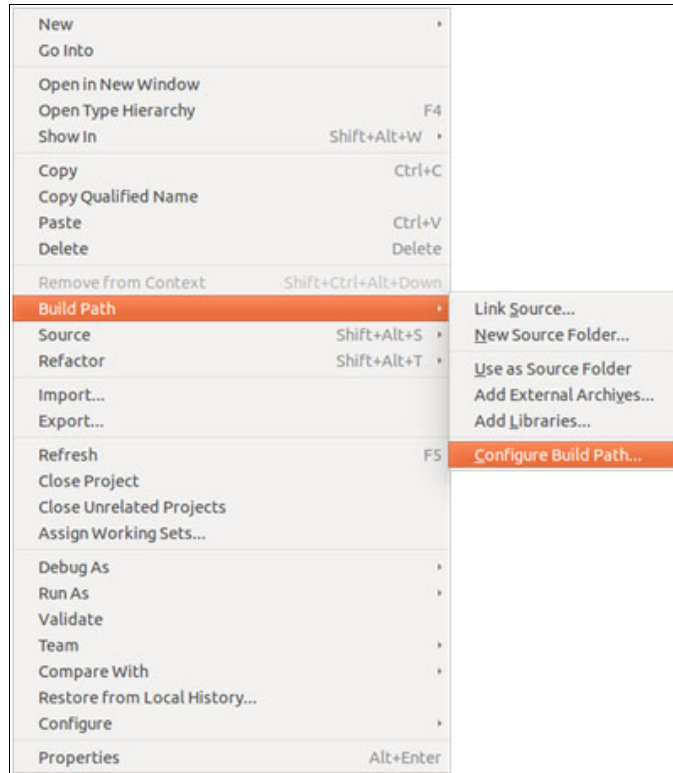 New
Go Into
Open in New Window
Open Type Hierarchy F4
Show In Shift+Alt+W
Copy Ctrl+C
Copy Qualified Name
Paste Ctrl+V
Delete Delete
Remove from Context Shift+Ctrl+Alt+Down
Build Path
Source Shift+Alt+S
Refactor Shift+Alt+T
Import...
Export...
Refresh F5
Close Project
Close Unrelated Projects
Assign Working Sets...
Debug As
Run As
Validate
Team
Compare With
Restore from Local History...
Configure
Properties Alt+Enter
Link Source...
New Source Folder...
Use as Source Folder
Add External Archives...
Add Libraries...
Configure Build Path...